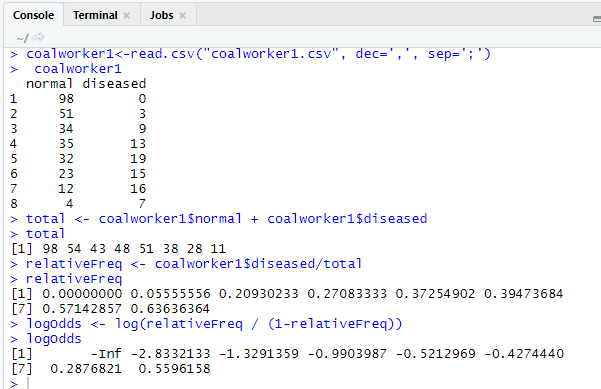 Console Terminal × Jobs ×
~/
> coalworker1<-read.csv("coalworker1.csv", dec=',', sep=';')
>  coalworker1
  normal diseased
1     98        0
2     51        3
3     34        9
4     35       13
5     32       19
6     23       15
7     12       16
8      4        7
> total <- coalworker1$normal + coalworker1$diseased
> total
[1] 98 54 43 48 51 38 28 11
> relativeFreq <- coalworker1$diseased/total
> relativeFreq
[1] 0.00000000 0.05555556 0.20930233 0.27083333 0.37254902 0.39473684
[7] 0.57142857 0.63636364
> logOdds <- log(relativeFreq / (1-relativeFreq))
> logOdds
[1]       -Inf -2.8332133 -1.3291359 -0.9903987 -0.5212969 -0.4274440
[7]  0.2876821  0.5596158
>